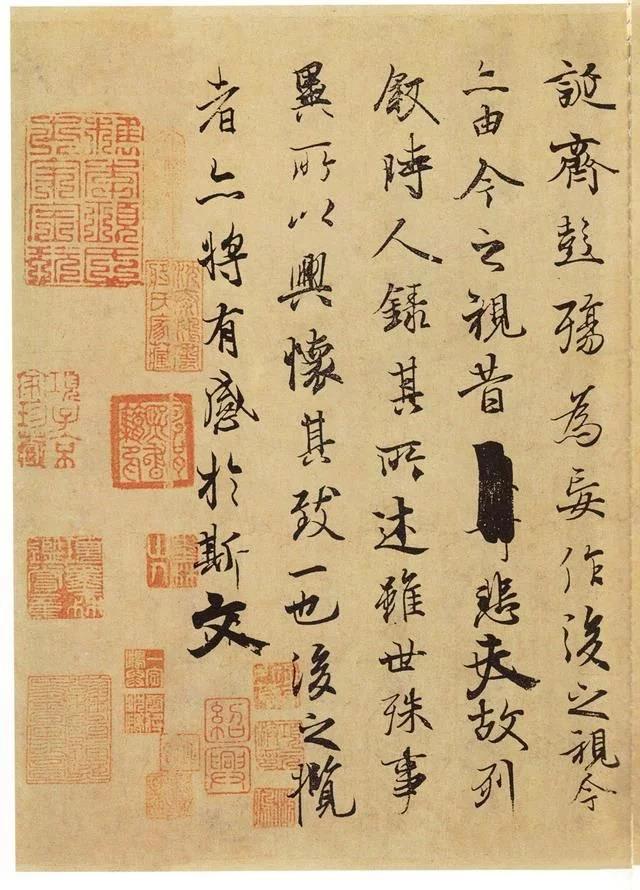 誕齊彭殤為妄作後之視今
亦由今之視昔悲夫故列
敘時人錄其所述雖世殊事
異所以興懷其致一也後之攬
者亦將有感於斯文
紹興